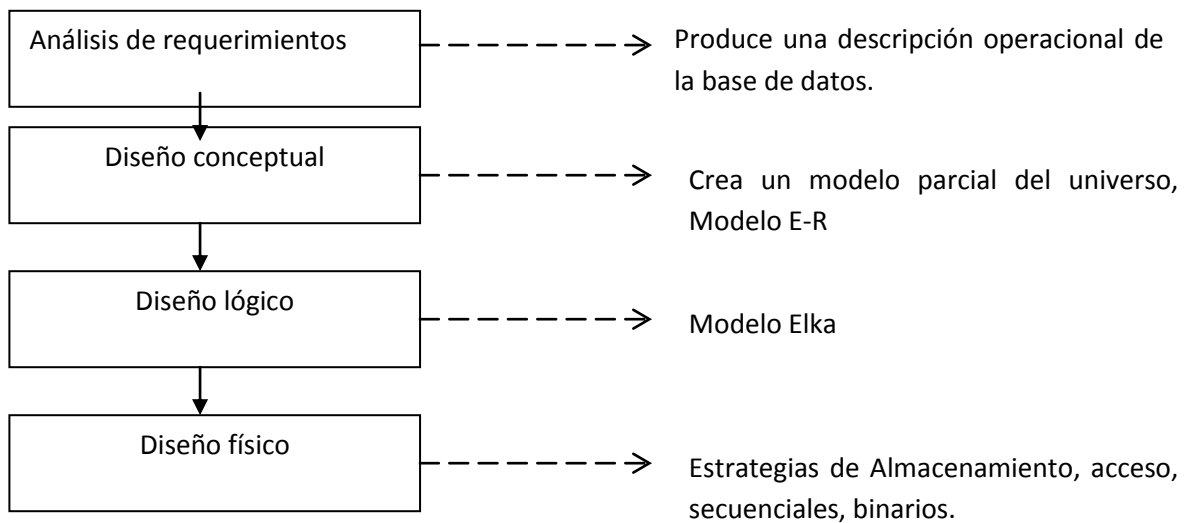 Análisis de requerimientos
Produce una descripción operacional de
la base de datos.
Diseño conceptual
Crea un modelo parcial del universo,
Modelo E-R
Diseño lógico
Modelo Elka
Diseño físico
Estrategias de Almacenamiento, acceso,
secuenciales, binarios.